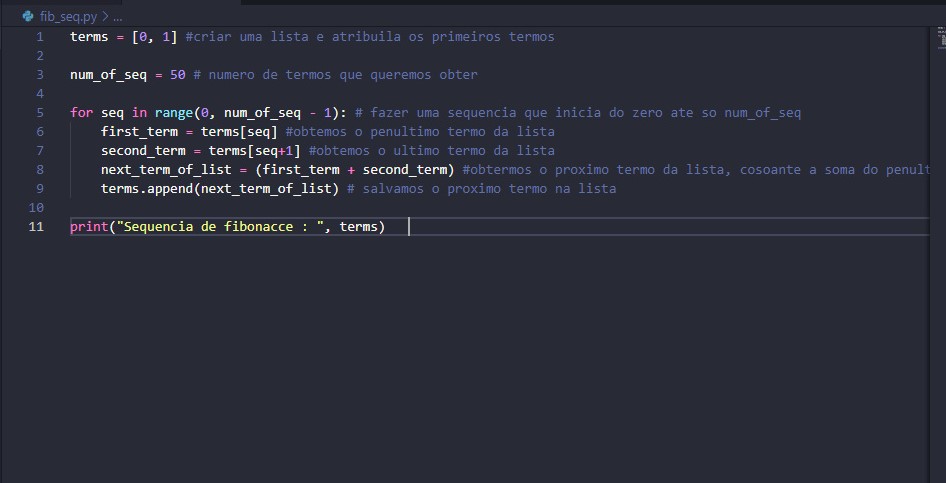 fib_seq.py > ...
1 terms = [0, 1] #criar uma lista e atribuila os primeiros termos
2
3 num_of_seq = 50 # numero de termos que queremos obter
4
5 for seq in range(0, num_of_seq - 1): # fazer uma sequencia que inicia do zero ate so num_of_seq
6 first_term = terms[seq] #obtemos o penultimo termo da lista
7 second_term = terms[seq+1] #obtemos o ultimo termo da lista
8 next_term_of_list = (first_term + second_term) #obtermos o proximo termo da lista, cosoante a soma do penult
9 terms.append(next_term_of_list) # salvamos o proximo termo na lista
10
11 print("Sequencia de fibonacce : ", terms)